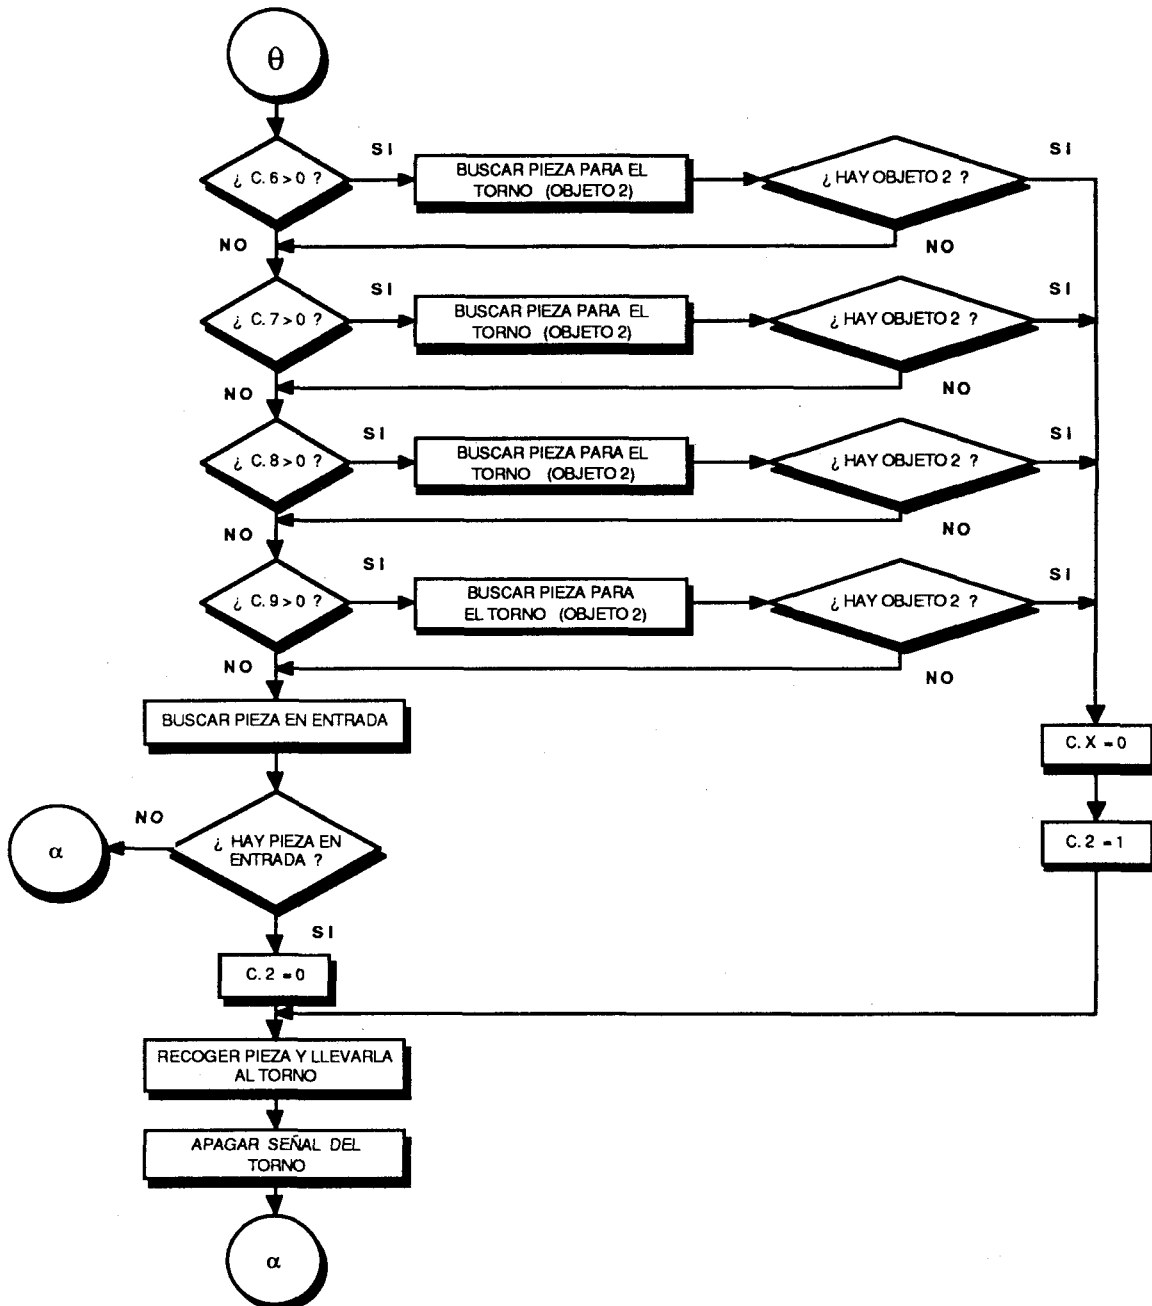 θ
¿ C.6 > 0 ?
SI
BUSCAR PIEZA PARA EL
TORNO (OBJETO 2)
¿ HAY OBJETO 2 ?
SI
NO
NO
¿ C.7 > 0 ?
SI
BUSCAR PIEZA PARA EL
TORNO (OBJETO 2)
¿ HAY OBJETO 2 ?
SI
NO
NO
¿ C.8 > 0 ?
SI
BUSCAR PIEZA PARA EL
TORNO (OBJETO 2)
¿ HAY OBJETO 2 ?
SI
NO
NO
¿ C.9 > 0 ?
SI
BUSCAR PIEZA PARA
EL TORNO (OBJETO 2)
¿ HAY OBJETO 2 ?
SI
NO
NO
BUSCAR PIEZA EN ENTRADA
C. X = 0
¿ HAY PIEZA EN
ENTRADA ?
NO
α
C. 2 = 1
SI
C. 2 = 0
RECOGER PIEZA Y LLEVARLA
AL TORNO
APAGAR SEÑAL DEL
TORNO
α